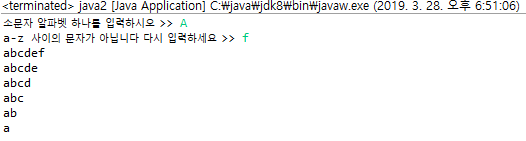 <terminated> java2 [Java Application] C:\java\jdk8\bin\javaw.exe (2019. 3. 28. 오후 6:51:06)
소문자 알파벳 하나를 입력하시오 >> A
a-z 사이의 문자가 아닙니다 다시 입력하세요 >> f
abcdef
abcde
abcd
abc
ab
a